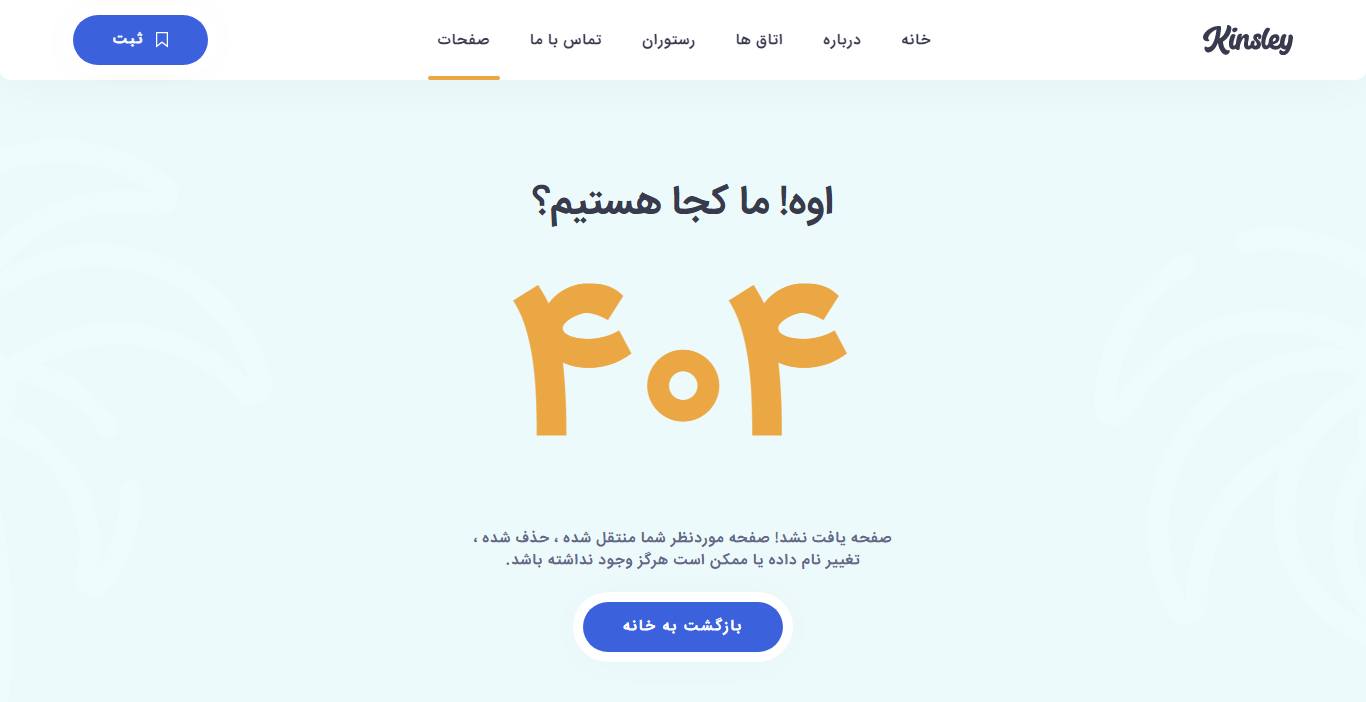 Kinsley
خانه
درباره
اتاق ها
رستوران
تماس با ما
صفحات
ثبت
اوه! ما کجا هستیم؟
۴۰۴
صفحه یافت نشد! صفحه موردنظر شما منتقل شده ، حذف شده ،
تغییر نام داده یا ممکن است هرگز وجود نداشته باشد.
بازگشت به خانه